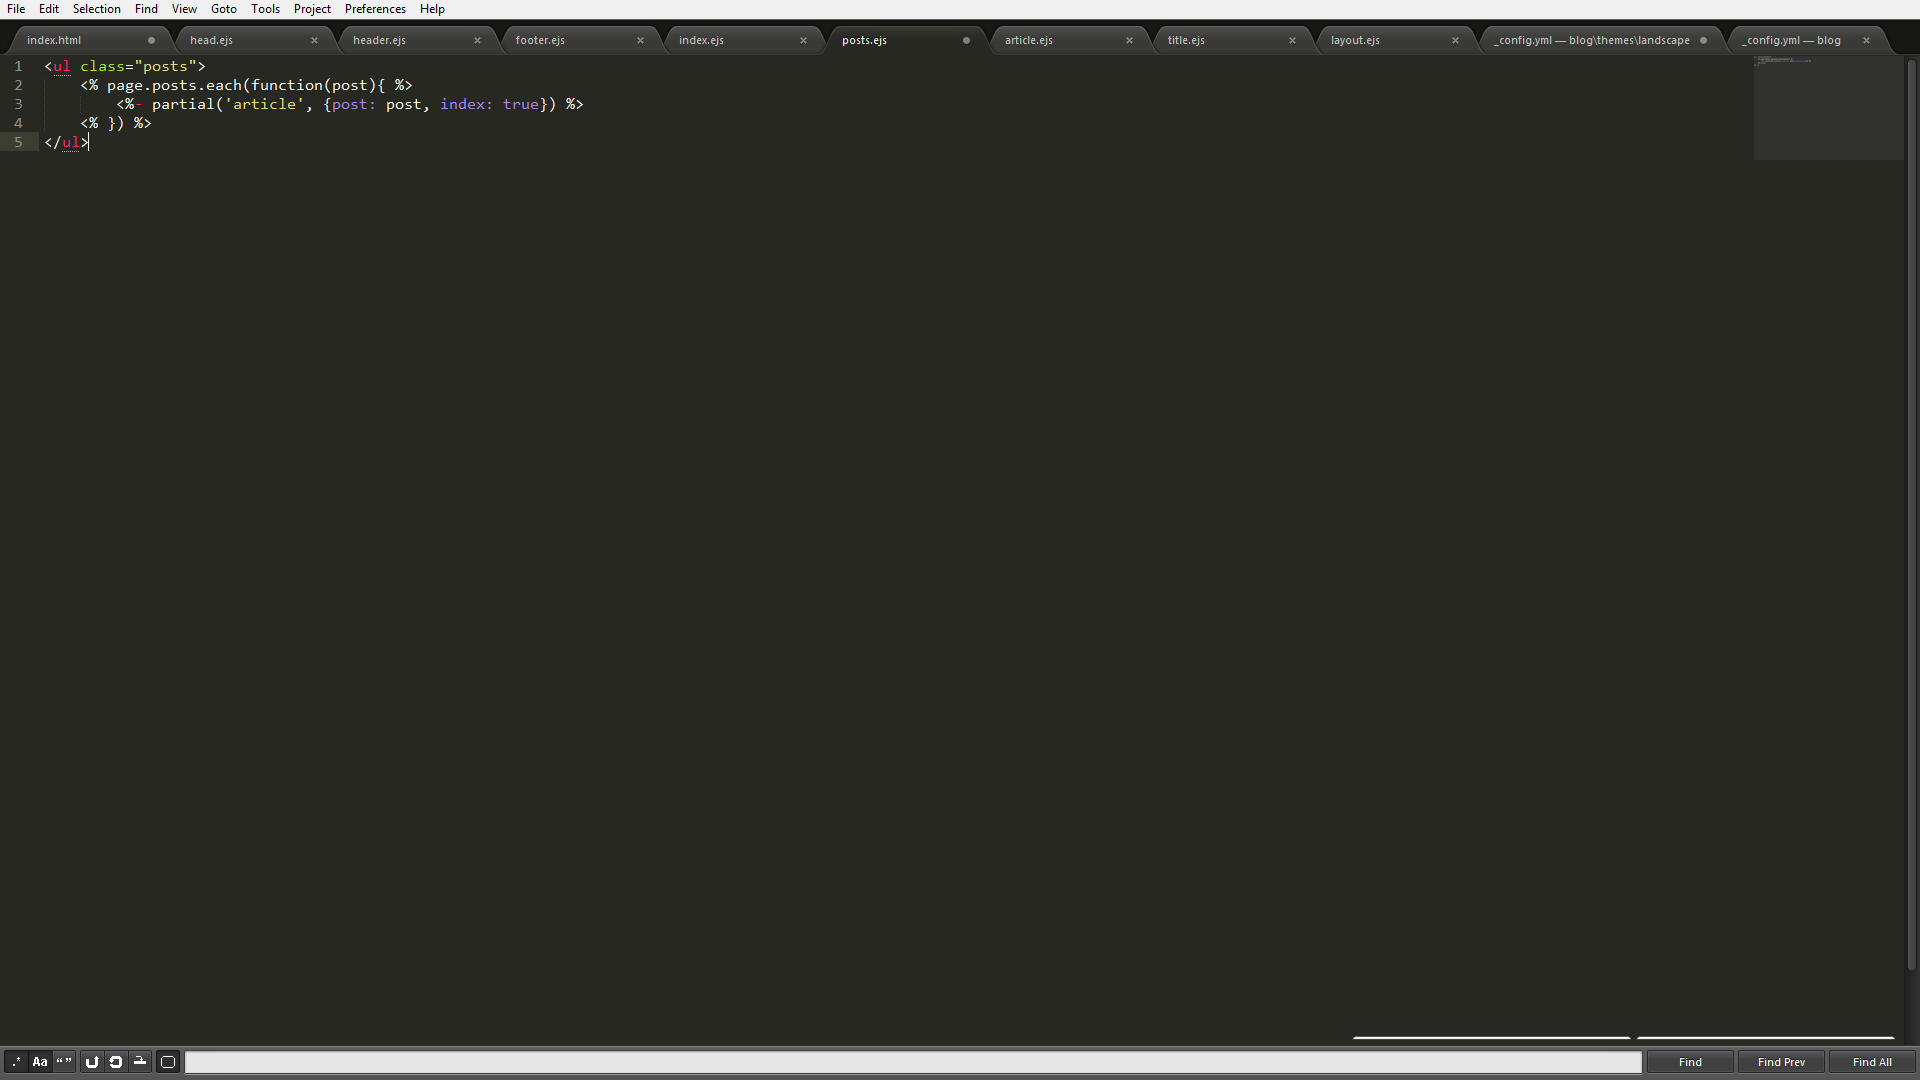 File Edit Selection Find View Goto Tools Project Preferences Help
index.html head.ejs header.ejs footer.ejs index.ejs posts.ejs article.ejs title.ejs layout.ejs _config.yml — blog\themes\landscape _config.yml — blog
1 <ul class="posts">
2 <% page.posts.each(function(post){ %>
3 <%- partial('article', {post: post, index: true}) %>
4 <% }) %>
5 </ul>
.* Aa “” Find Find Prev Find All